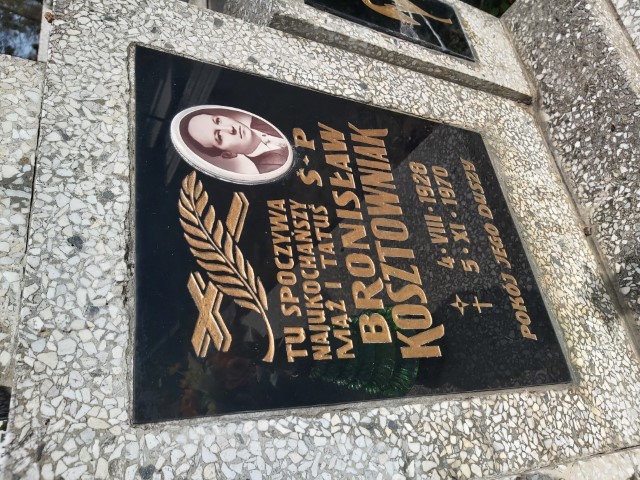 TU SPOCZYWA
NAJUKOCHAŃSZY
MĄŻ I TATUŚ Ś P
BRONISŁAW
KOSZTOWNIAK
4 · VIII · 1928
5 · XI · 1970
POKÓJ JEGO DUSZY